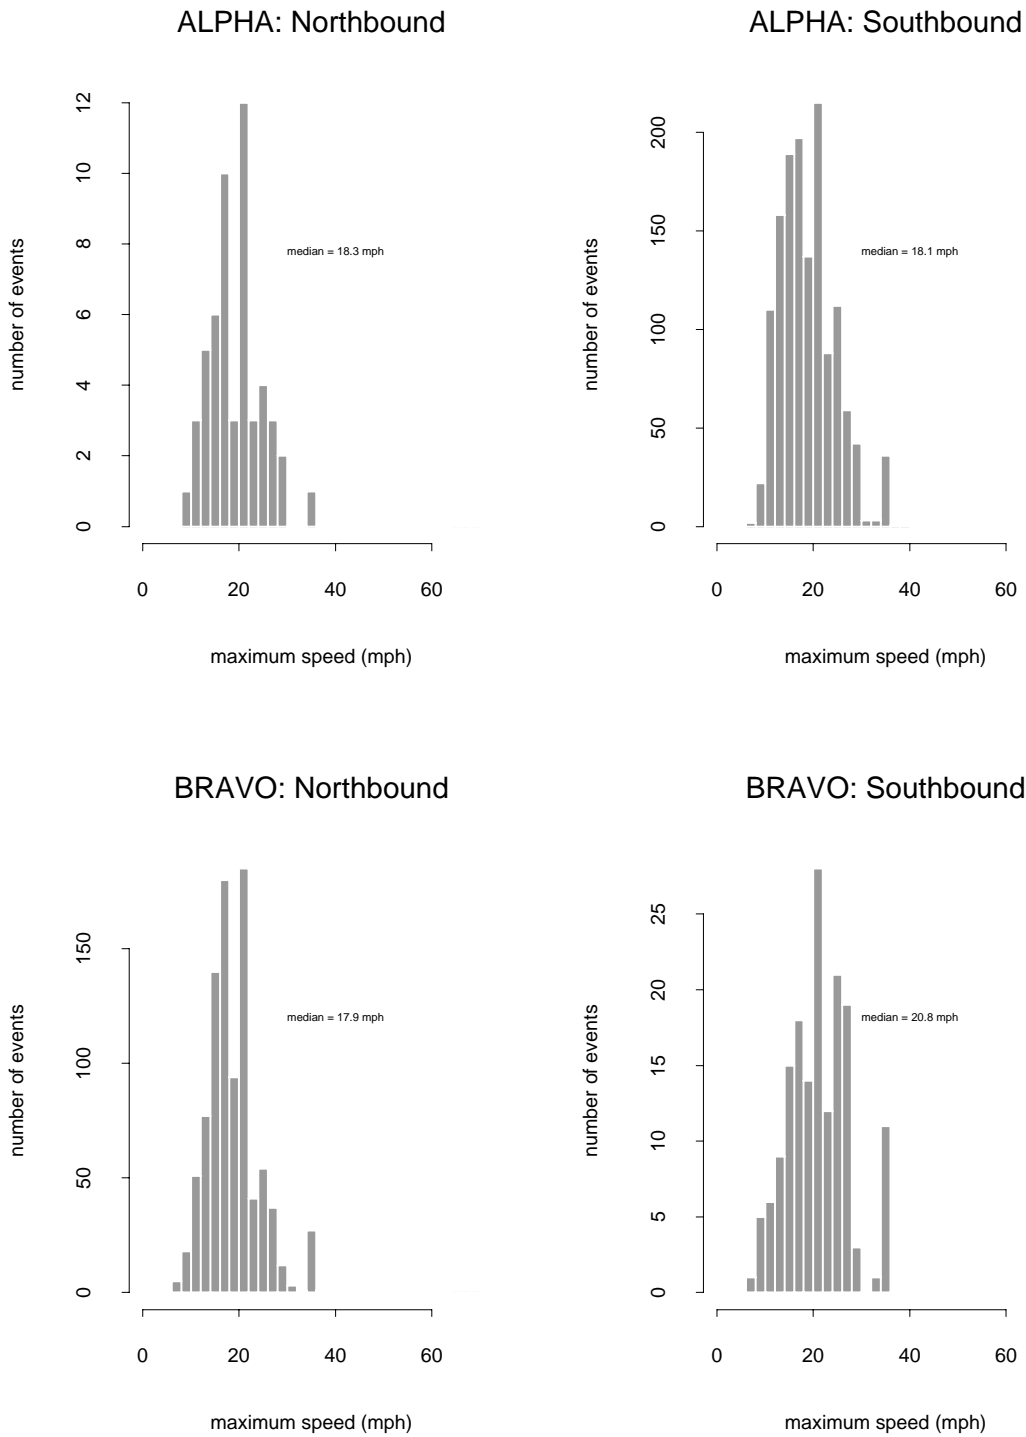 ALPHA: Northbound
number of events
12
10
8
6
4
2
0
median = 18.3 mph
0 20 40 60
maximum speed (mph)
ALPHA: Southbound
number of events
200
150
100
50
0
median = 18.1 mph
0 20 40 60
maximum speed (mph)
BRAVO: Northbound
number of events
150
100
50
0
median = 17.9 mph
0 20 40 60
maximum speed (mph)
BRAVO: Southbound
number of events
25
20
15
10
5
0
median = 20.8 mph
0 20 40 60
maximum speed (mph)